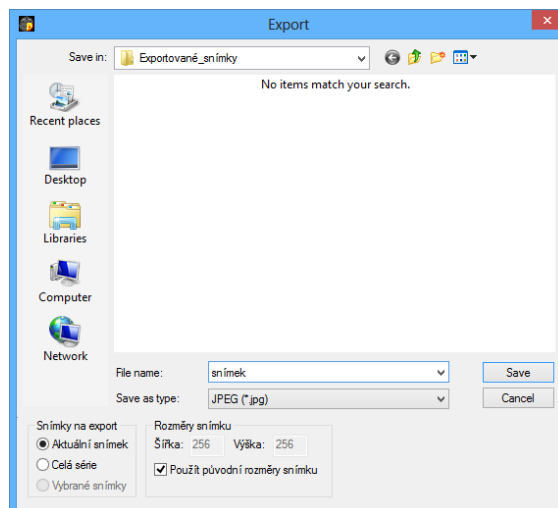 Export
Save in:
Exportované_snímky
No items match your search.
Recent places
Desktop
Libraries
Computer
Network
File name:
snímek
Save
Save as type:
JPEG (*.jpg)
Cancel
Snímky na export
Aktuální snímek
Celá série
Vybrané snímky
Rozměry snímku
Šířka: 256 Výška: 256
Použít původní rozměry snímku